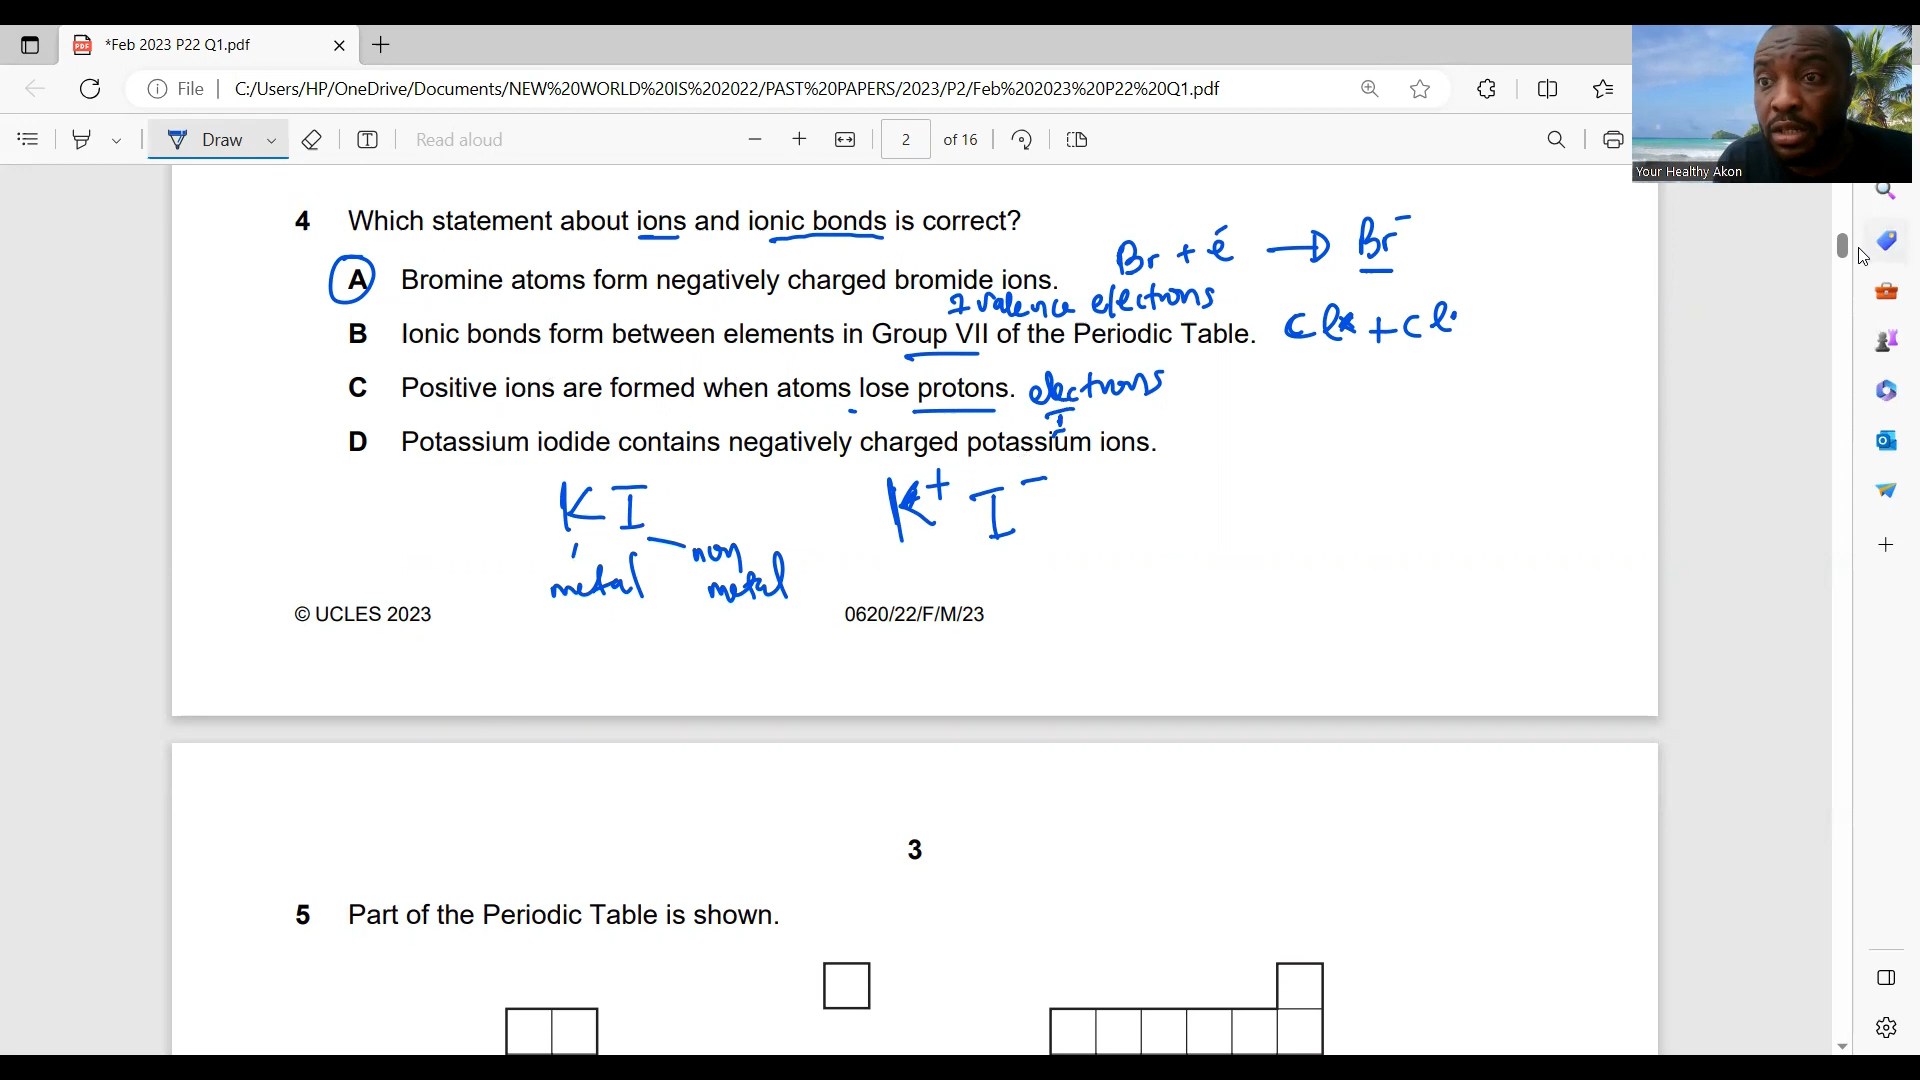 *Feb 2023 P22 Q1.pdf
File C:/Users/HP/OneDrive/Documents/NEW%20WORLD%20IS%202022/PAST%20PAPERS/2023/P2/Feb%202023%20P22%20Q1.pdf
Draw Read aloud 2 of 16
Your Healthy Akon
4 Which statement about ions and ionic bonds is correct?
Br + é → Br⁻
A Bromine atoms form negatively charged bromide ions.
7 valence electrons
B Ionic bonds form between elements in Group VII of the Periodic Table. Clx + Cl•
C Positive ions are formed when atoms lose protons. electrons
D Potassium iodide contains negatively charged potassium ions.
KI K⁺ I⁻
metal non metal
© UCLES 2023 0620/22/F/M/23
3
5 Part of the Periodic Table is shown.